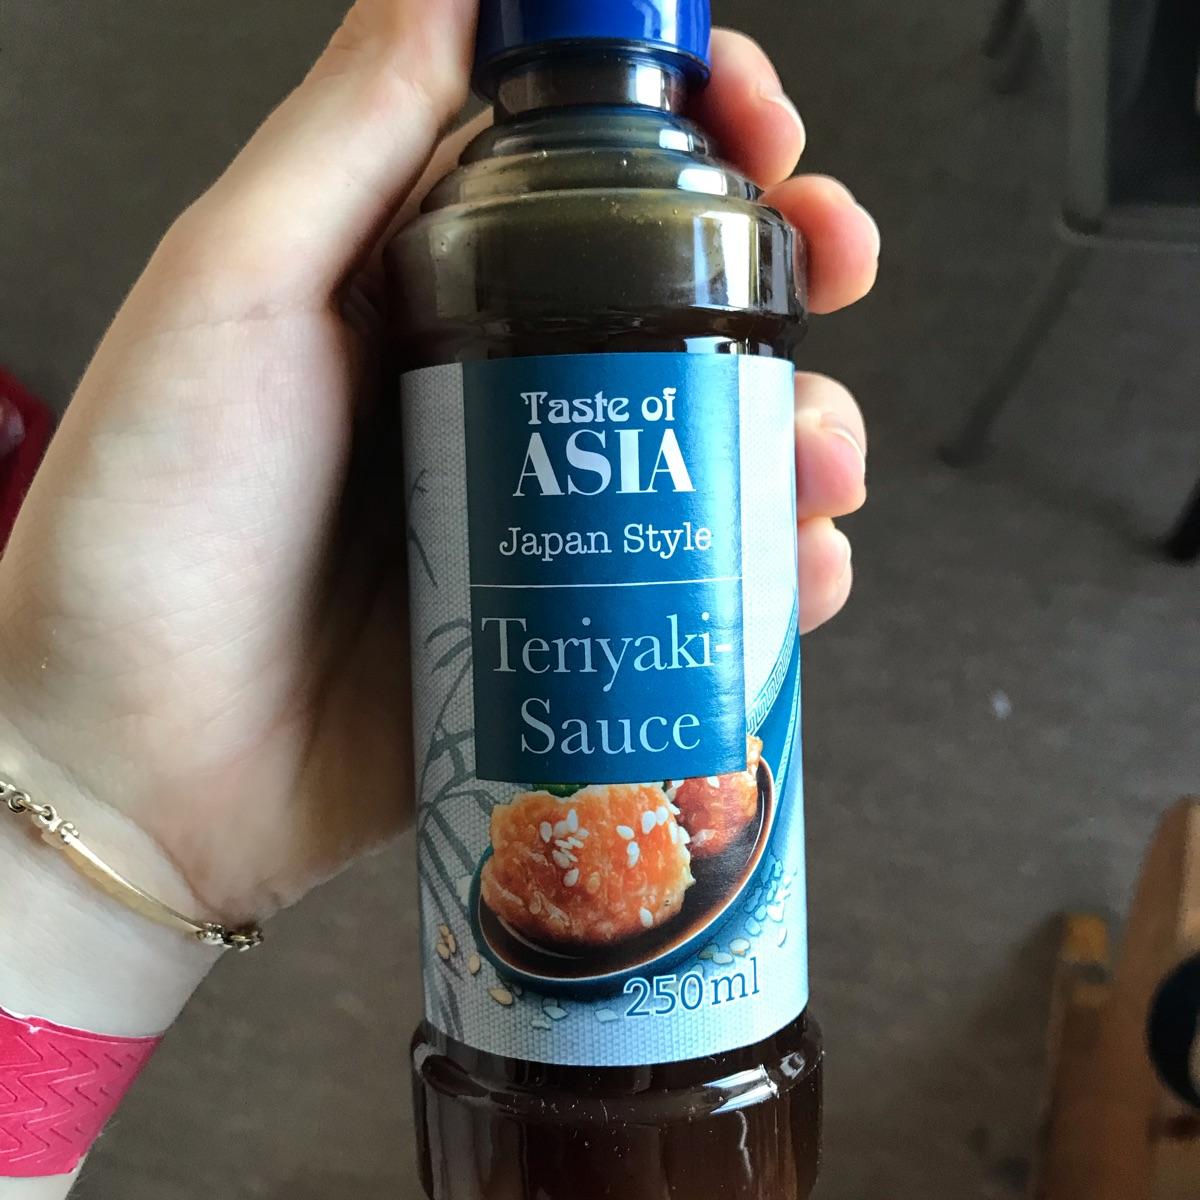 Taste of
ASIA
Japan Style
Teriyaki-
Sauce
250ml